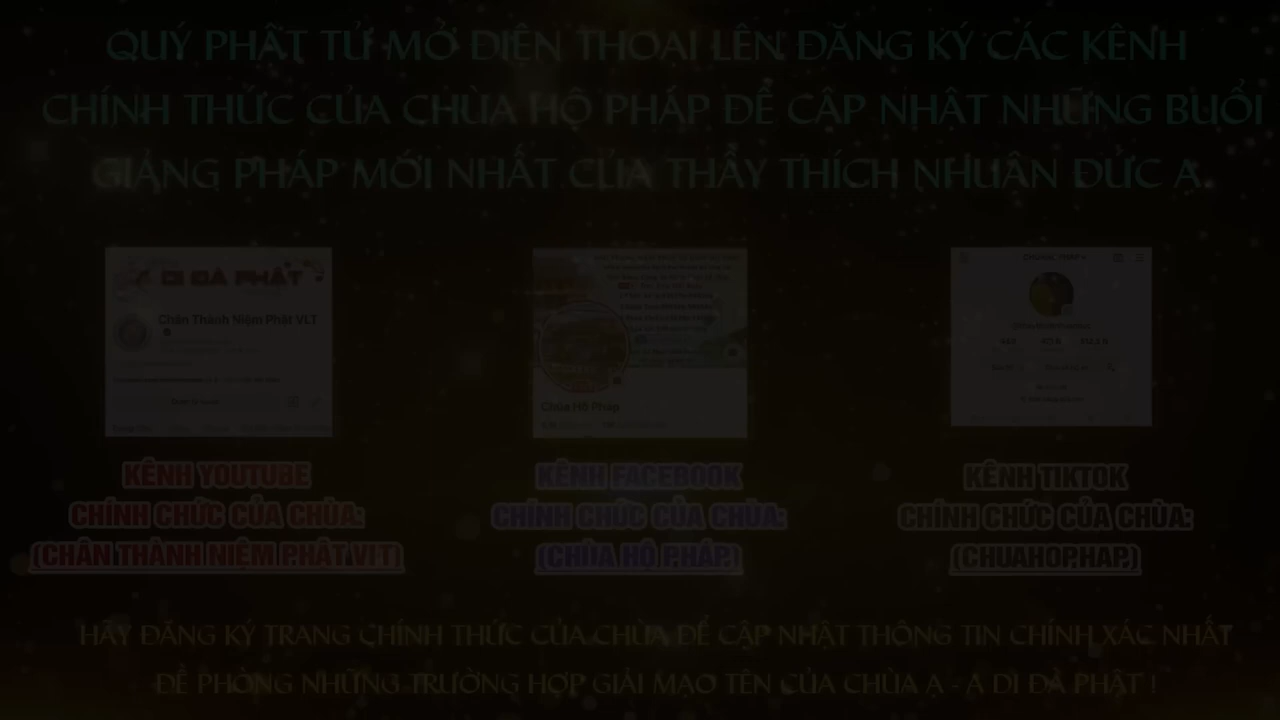 QUÝ PHẬT TỬ MỞ ĐIỆN THOẠI LÊN ĐĂNG KÝ CÁC KÊNH
CHÍNH THỨC CỦA CHÙA HỘ PHÁP ĐỂ CẬP NHẬT NHỮNG BUỔI
GIẢNG PHÁP MỚI NHẤT CỦA THẦY THÍCH NHUẬN ĐỨC Ạ.
DI ĐÀ PHẬT
Chân Thành Niệm Phật VLT
Chùa Hộ Pháp
KÊNH YOUTUBE
CHÍNH CHỨC CỦA CHÙA:
(CHÂN THÀNH NIỆM PHẬT.VIT)
KÊNH FACEBOOK
CHÍNH CHỨC CỦA CHÙA:
(CHÙA HỘ PHÁP)
KÊNH TIKTOK
CHÍNH CHỨC CỦA CHÙA:
(CHUAHOPHAP.)
HÃY ĐĂNG KÝ TRANG CHÍNH THỨC CỦA CHÙA ĐỂ CẬP NHẬT THÔNG TIN CHÍNH XÁC NHẤT
ĐỀ PHÒNG NHỮNG TRƯỜNG HỢP GIẢI MẠO TÊN CỦA CHÙA Ạ - A DI ĐÀ PHẬT !